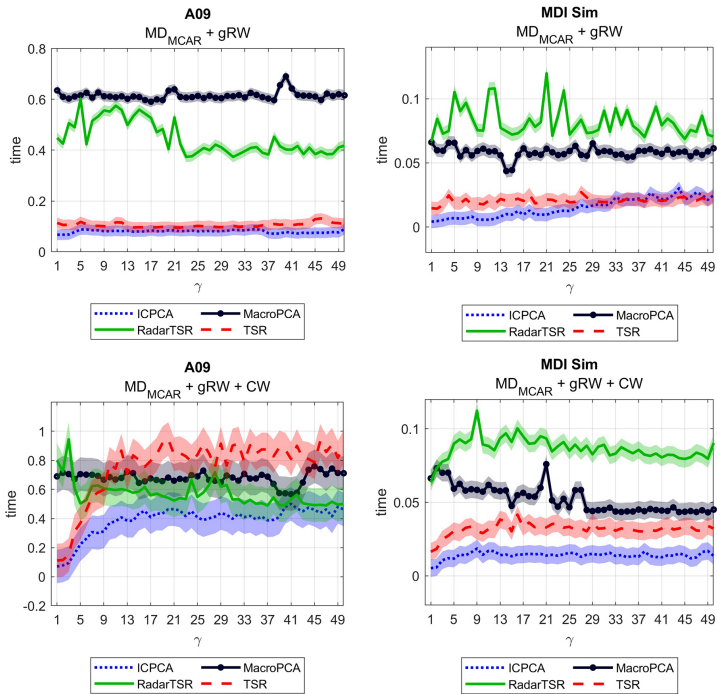 A09
MD_MCAR + gRW
time
0.8
0.6
0.4
0.2
0
1 5 9 13 17 21 25 29 33 37 41 45 49
γ
ICPCA MacroPCA
RadarTSR TSR
MDI Sim
MD_MCAR + gRW
time
0.1
0.05
0
1 5 9 13 17 21 25 29 33 37 41 45 49
γ
ICPCA MacroPCA
RadarTSR TSR
A09
MD_MCAR + gRW + CW
time
1
0.8
0.6
0.4
0.2
0
-0.2
1 5 9 13 17 21 25 29 33 37 41 45 49
γ
ICPCA MacroPCA
RadarTSR TSR
MDI Sim
MD_MCAR + gRW + CW
time
0.1
0.05
0
1 5 9 13 17 21 25 29 33 37 41 45 49
γ
ICPCA MacroPCA
RadarTSR TSR